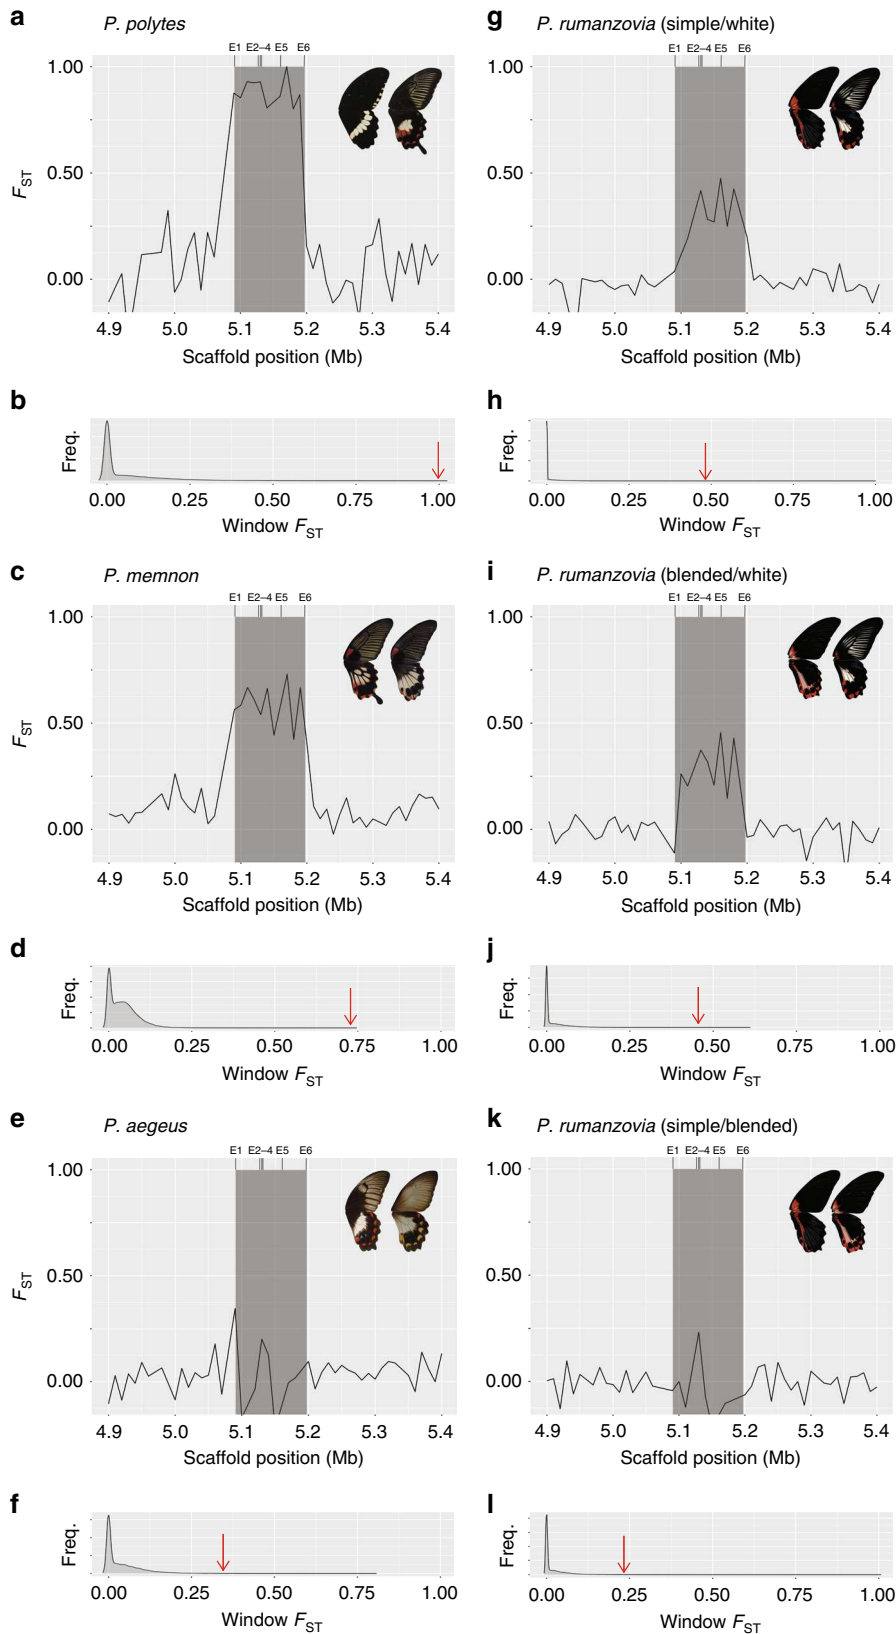 a P. polytes
E1 E2–4 E5 E6
1.00
0.50
0.00
FST
4.9 5.0 5.1 5.2 5.3 5.4
Scaffold position (Mb)
b
Freq.
0.00 0.25 0.50 0.75 1.00
Window FST
c P. memnon
E1 E2–4 E5 E6
1.00
0.50
0.00
FST
4.9 5.0 5.1 5.2 5.3 5.4
Scaffold position (Mb)
d
Freq.
0.00 0.25 0.50 0.75 1.00
Window FST
e P. aegeus
E1 E2–4 E5 E6
1.00
0.50
0.00
FST
4.9 5.0 5.1 5.2 5.3 5.4
Scaffold position (Mb)
f
Freq.
0.00 0.25 0.50 0.75 1.00
Window FST
g P. rumanzovia (simple/white)
E1 E2–4 E5 E6
1.00
0.50
0.00
4.9 5.0 5.1 5.2 5.3 5.4
Scaffold position (Mb)
h
Freq.
0.00 0.25 0.50 0.75 1.00
Window FST
i P. rumanzovia (blended/white)
E1 E2–4 E5 E6
1.00
0.50
0.00
4.9 5.0 5.1 5.2 5.3 5.4
Scaffold position (Mb)
j
Freq.
0.00 0.25 0.50 0.75 1.00
Window FST
k P. rumanzovia (simple/blended)
E1 E2–4 E5 E6
1.00
0.50
0.00
4.9 5.0 5.1 5.2 5.3 5.4
Scaffold position (Mb)
l
Freq.
0.00 0.25 0.50 0.75 1.00
Window FST